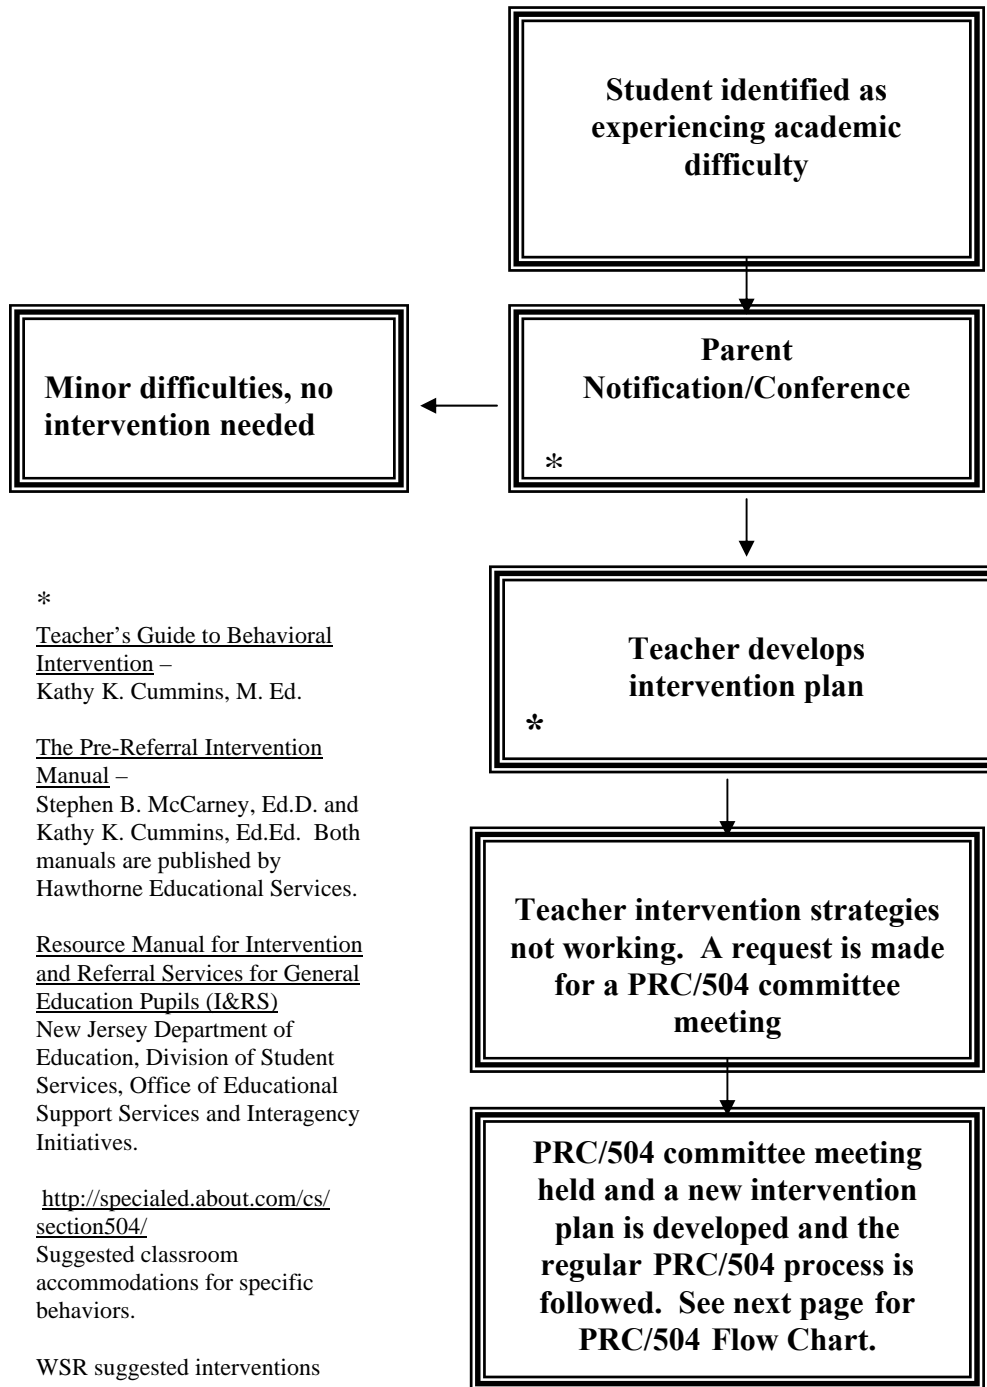 Student identified as
experiencing academic
difficulty
Parent
Notification/Conference
*
Minor difficulties, no
intervention needed
Teacher develops
intervention plan
*
Teacher intervention strategies
not working.  A request is made
for a PRC/504 committee
meeting
PRC/504 committee meeting
held and a new intervention
plan is developed and the
regular PRC/504 process is
followed.  See next page for
PRC/504 Flow Chart.
*
Teacher’s Guide to Behavioral
Intervention –
Kathy K. Cummins, M. Ed.
The Pre-Referral Intervention
Manual –
Stephen B. McCarney, Ed.D. and
Kathy K. Cummins, Ed.Ed.  Both
manuals are published by
Hawthorne Educational Services.
Resource Manual for Intervention
and Referral Services for General
Education Pupils (I&RS)
New Jersey Department of
Education, Division of Student
Services, Office of Educational
Support Services and Interagency
Initiatives.
http://specialed.about.com/cs/
section504/
Suggested classroom
accommodations for specific
behaviors.
WSR suggested interventions